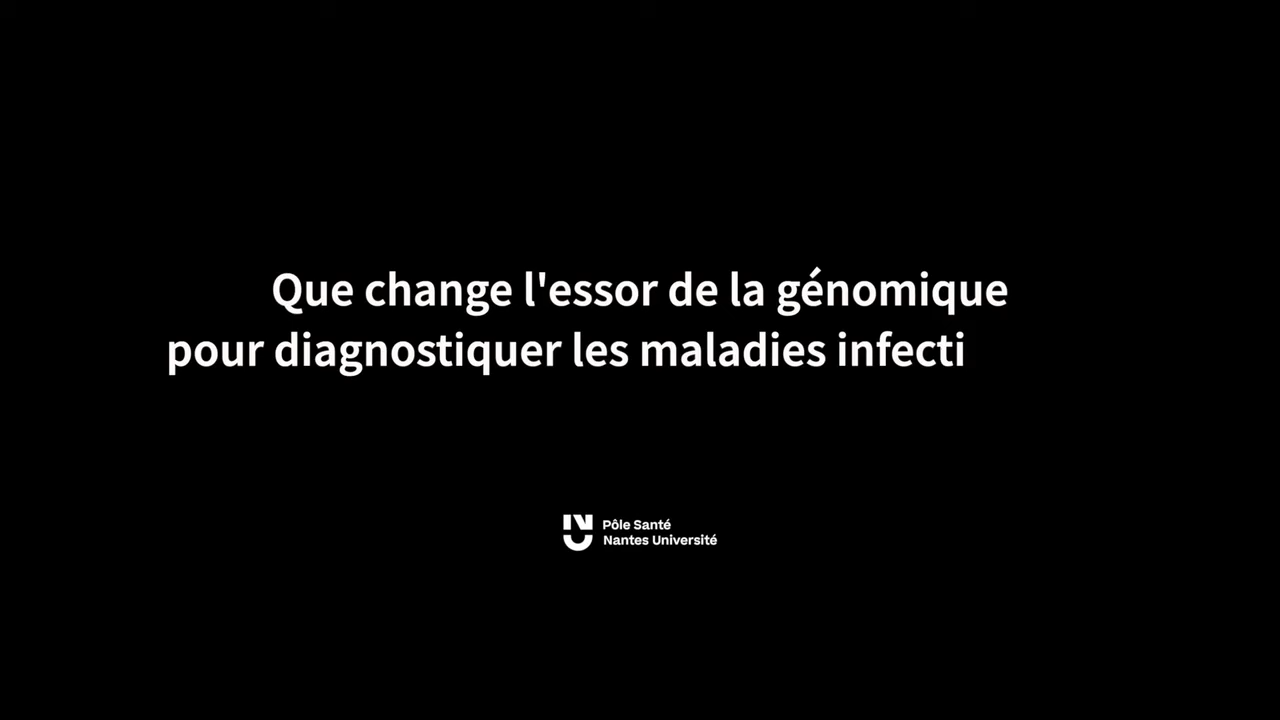 Que change l'essor de la génomique
pour diagnostiquer les maladies infecti
Pôle Santé
Nantes Université